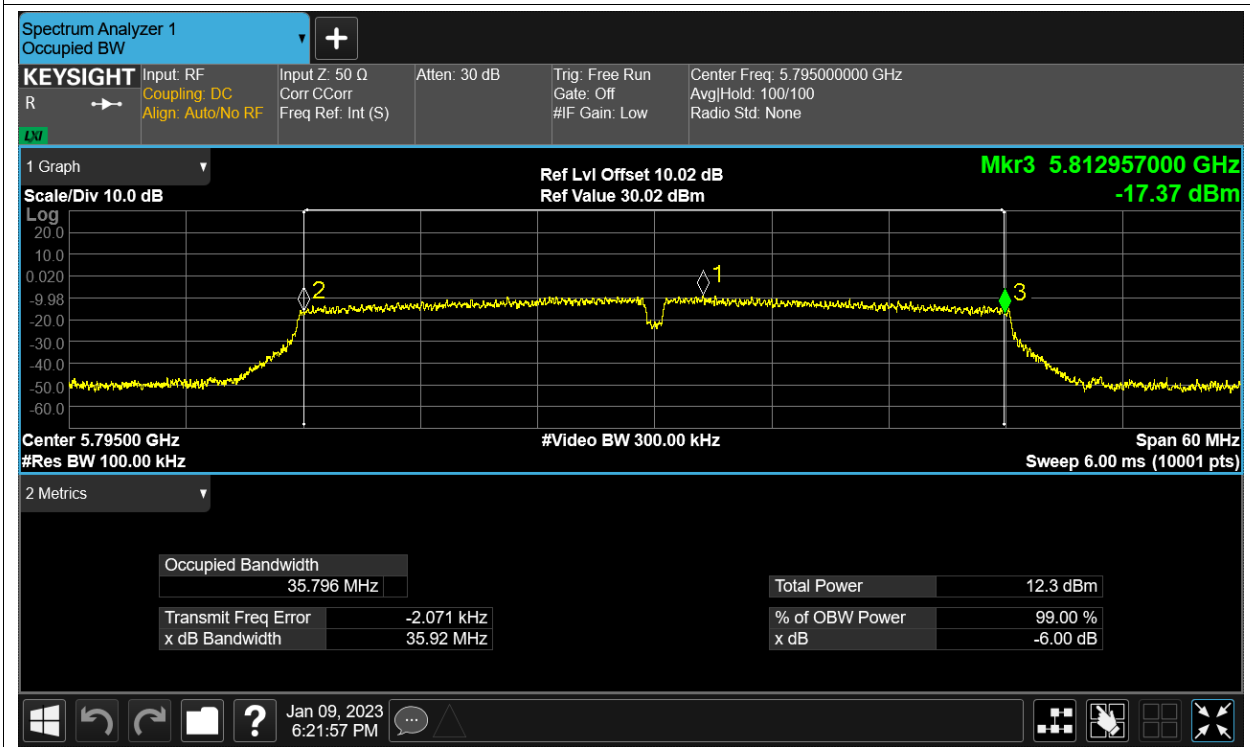 Spectrum Analyzer 1
Occupied BW
KEYSIGHT
R
LXI
Input: RF
Coupling: DC
Align: Auto/No RF
Input Z: 50 Ω
Corr CCorr
Freq Ref: Int (S)
Atten: 30 dB
Trig: Free Run
Gate: Off
#IF Gain: Low
Center Freq: 5.795000000 GHz
Avg|Hold: 100/100
Radio Std: None
1 Graph
Scale/Div 10.0 dB
Ref Lvl Offset 10.02 dB
Ref Value 30.02 dBm
Mkr3 5.812957000 GHz
-17.37 dBm
Log
20.0
10.0
0.020
-9.98
-20.0
-30.0
-40.0
-50.0
-60.0
2
1
3
Center 5.79500 GHz
#Video BW 300.00 kHz
Span 60 MHz
#Res BW 100.00 kHz
Sweep 6.00 ms (10001 pts)
2 Metrics
Occupied Bandwidth
35.796 MHz
Transmit Freq Error -2.071 kHz
x dB Bandwidth 35.92 MHz
Total Power 12.3 dBm
% of OBW Power 99.00 %
x dB -6.00 dB
?
Jan 09, 2023
6:21:57 PM